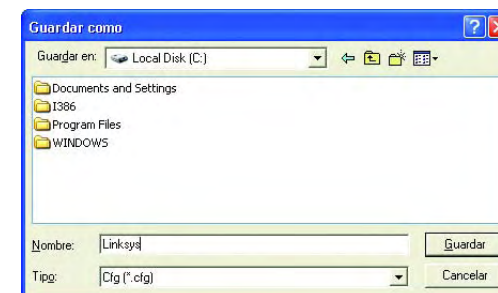 Guardar como
Guardar en: Local Disk (C:)
Documents and Settings
I386
Program Files
WINDOWS
Nombre: Linksys Guardar
Tipo: Cfg (*.cfg) Cancelar